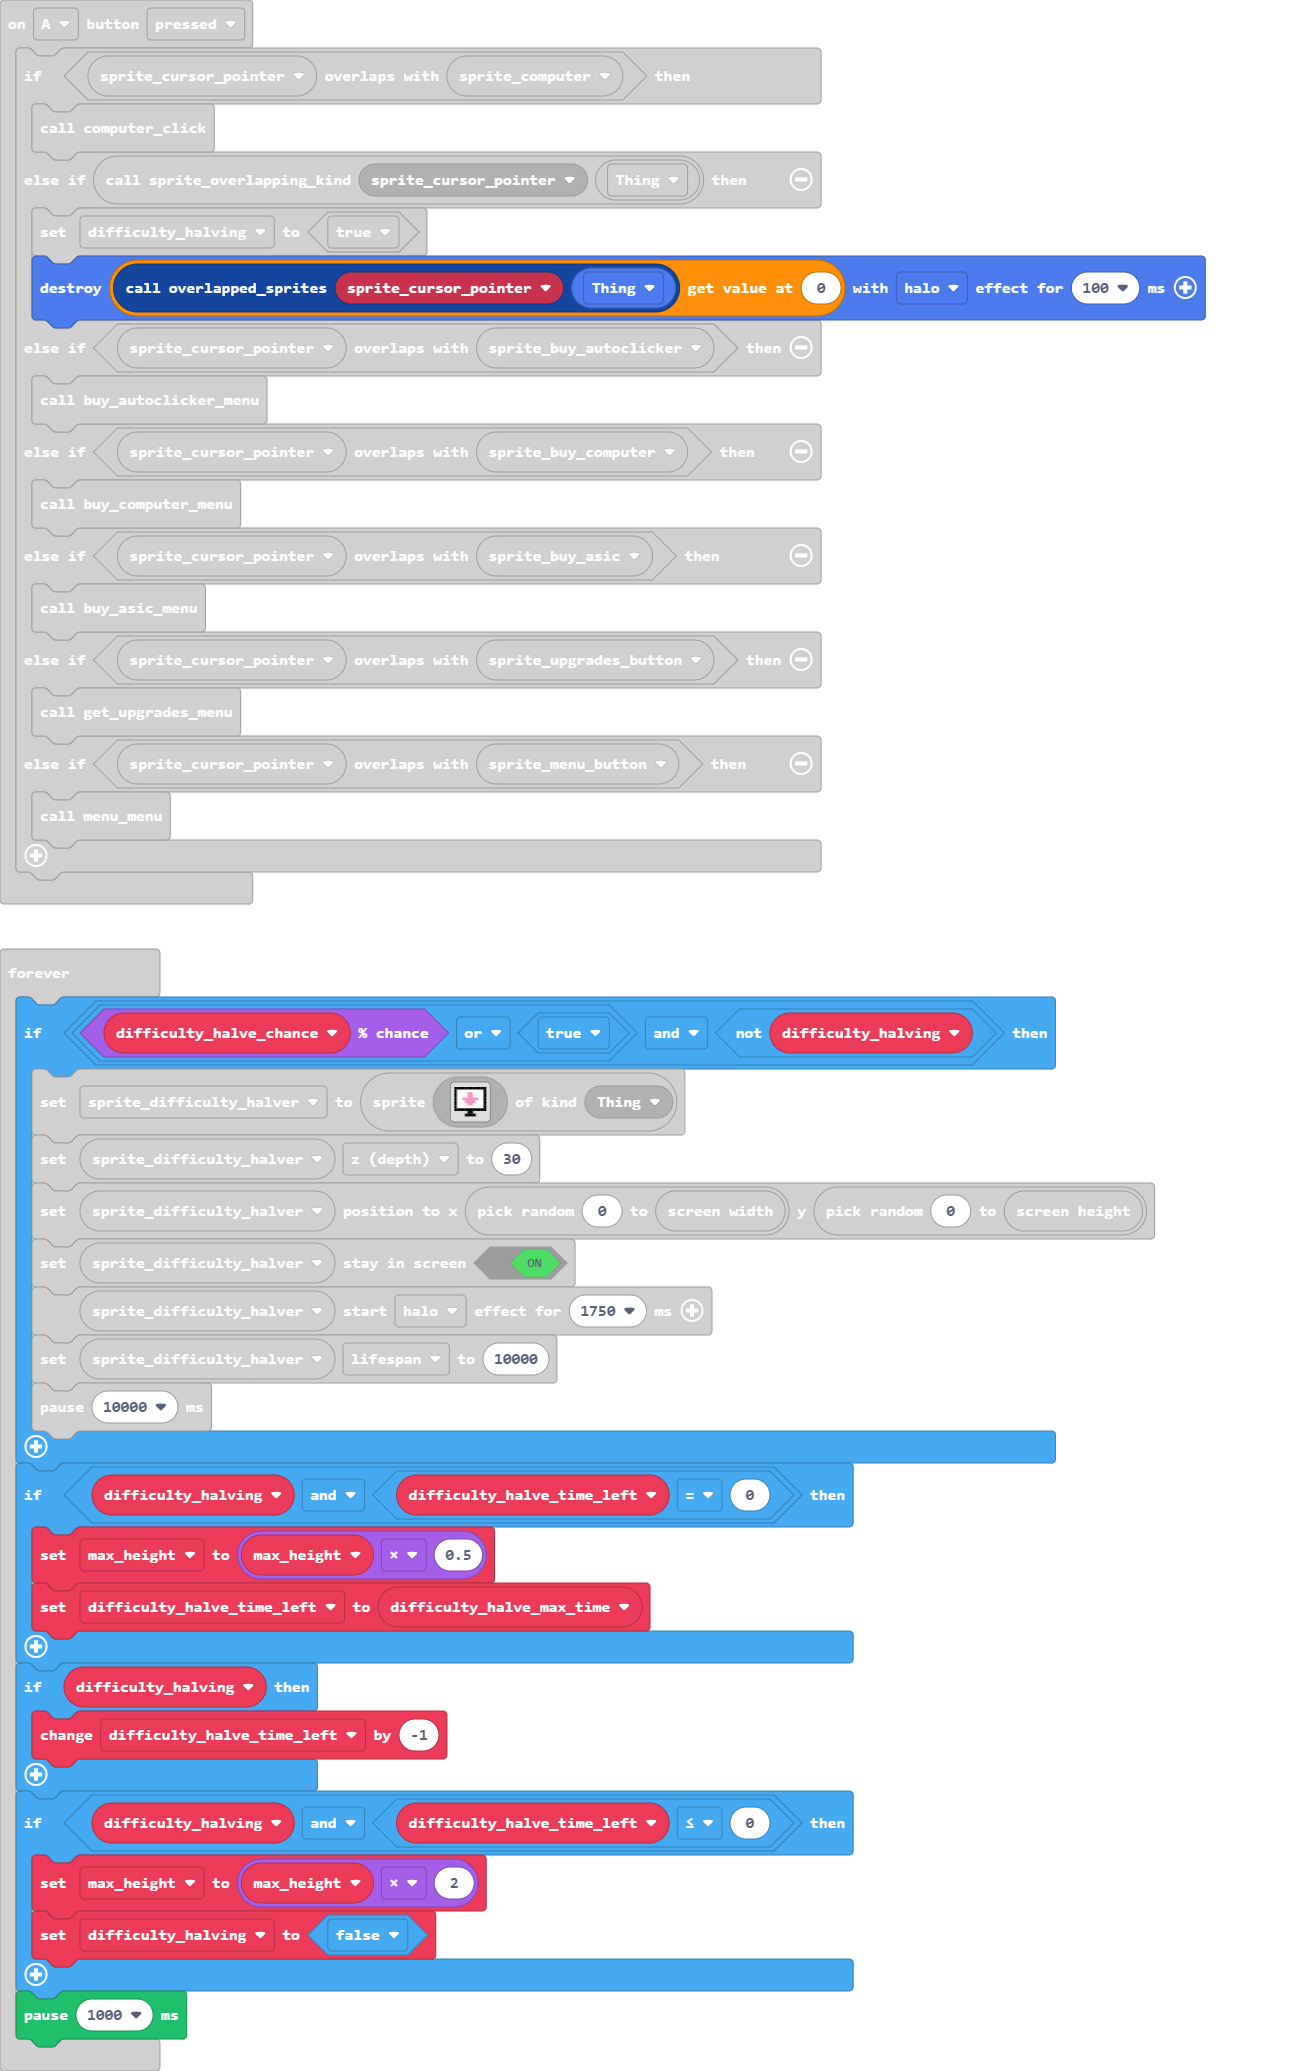 on A button pressed
if sprite_cursor_pointer overlaps with sprite_computer then
call computer_click
else if call sprite_overlapping_kind sprite_cursor_pointer Thing then
set difficulty_halving to true
destroy call overlapped_sprites sprite_cursor_pointer Thing get value at 0 with halo effect for 100 ms
else if sprite_cursor_pointer overlaps with sprite_buy_autoclicker then
call buy_autoclicker_menu
else if sprite_cursor_pointer overlaps with sprite_buy_computer then
call buy_computer_menu
else if sprite_cursor_pointer overlaps with sprite_buy_asic then
call buy_asic_menu
else if sprite_cursor_pointer overlaps with sprite_upgrades_button then
call get_upgrades_menu
else if sprite_cursor_pointer overlaps with sprite_menu_button then
call menu_menu
forever
if difficulty_halve_chance % chance or true and not difficulty_halving then
set sprite_difficulty_halver to sprite of kind Thing
set sprite_difficulty_halver z (depth) to 30
set sprite_difficulty_halver position to x pick random 0 to screen width y pick random 0 to screen height
set sprite_difficulty_halver stay in screen ON
sprite_difficulty_halver start halo effect for 1750 ms
set sprite_difficulty_halver lifespan to 10000
pause 10000 ms
if difficulty_halving and difficulty_halve_time_left = 0 then
set max_height to max_height × 0.5
set difficulty_halve_time_left to difficulty_halve_max_time
if difficulty_halving then
change difficulty_halve_time_left by -1
if difficulty_halving and difficulty_halve_time_left ≤ 0 then
set max_height to max_height × 2
set difficulty_halving to false
pause 1000 ms